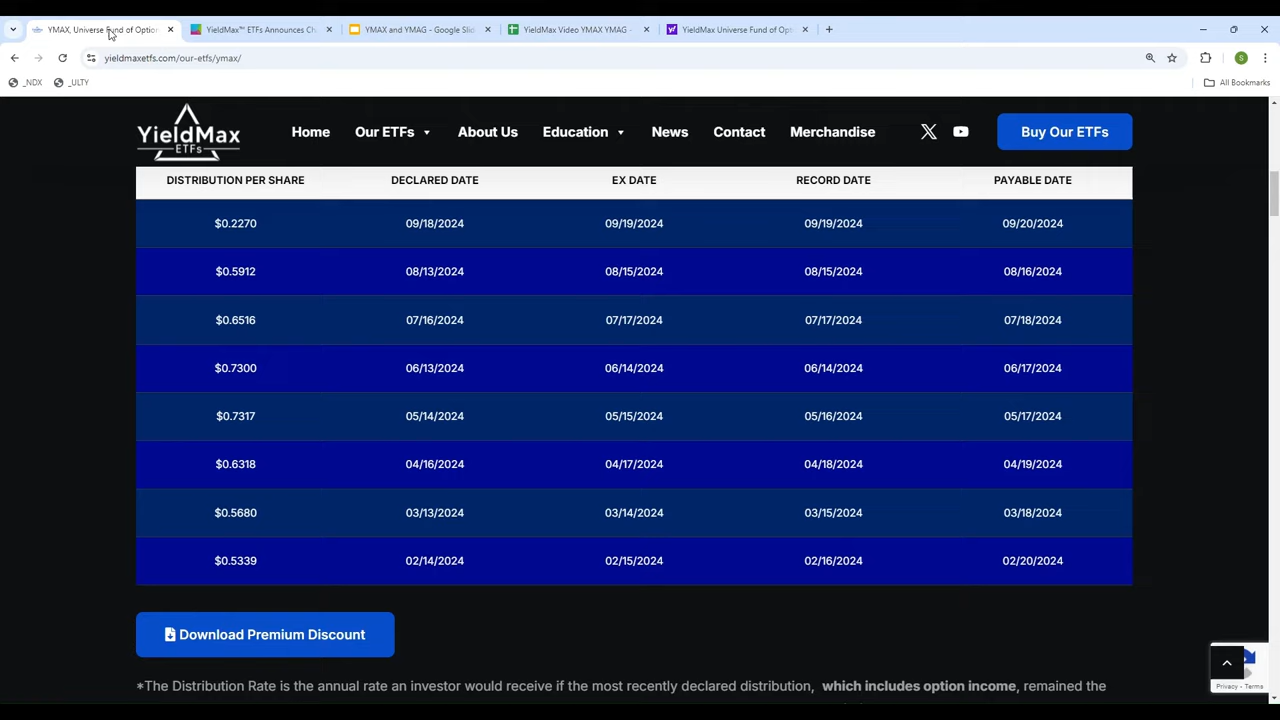 YMAX, Universe Fund of Option
YieldMax™ ETFs Announces Ch
YMAX and YMAG - Google Slid
YieldMax Video YMAX YMAG -
YieldMax Universe Fund of Opti
yieldmaxetfs.com/our-etfs/ymax/
S
_NDX
_ULTY
All Bookmarks
YieldMax
ETFs
Home
Our ETFs
About Us
Education
News
Contact
Merchandise
Buy Our ETFs
DISTRIBUTION PER SHARE DECLARED DATE EX DATE RECORD DATE PAYABLE DATE
$0.2270 09/18/2024 09/19/2024 09/19/2024 09/20/2024
$0.5912 08/13/2024 08/15/2024 08/15/2024 08/16/2024
$0.6516 07/16/2024 07/17/2024 07/17/2024 07/18/2024
$0.7300 06/13/2024 06/14/2024 06/14/2024 06/17/2024
$0.7317 05/14/2024 05/15/2024 05/16/2024 05/17/2024
$0.6318 04/16/2024 04/17/2024 04/18/2024 04/19/2024
$0.5680 03/13/2024 03/14/2024 03/15/2024 03/18/2024
$0.5339 02/14/2024 02/15/2024 02/16/2024 02/20/2024
Download Premium Discount
*The Distribution Rate is the annual rate an investor would receive if the most recently declared distribution, which includes option income, remained the
Privacy - Terms